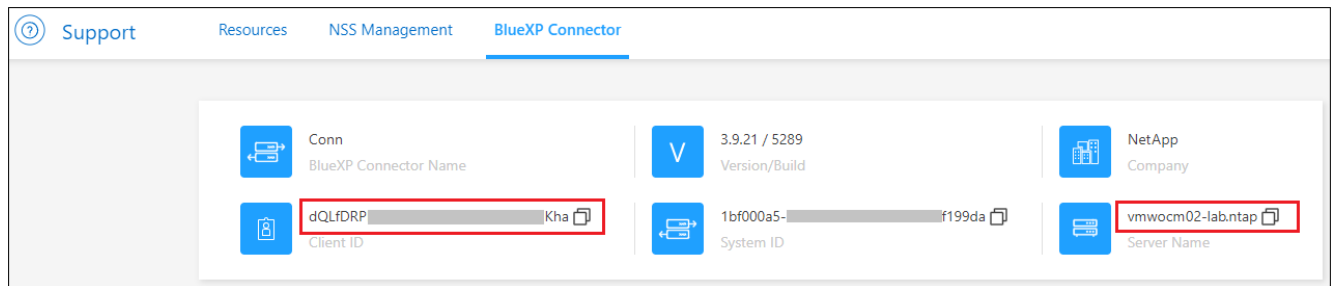 Support Resources NSS Management BlueXP Connector
Conn 3.9.21 / 5289 NetApp
BlueXP Connector Name Version/Build Company
dQLfDRP Kha 1bf000a5- f199da vmwocm02-lab.ntap
Client ID System ID Server Name